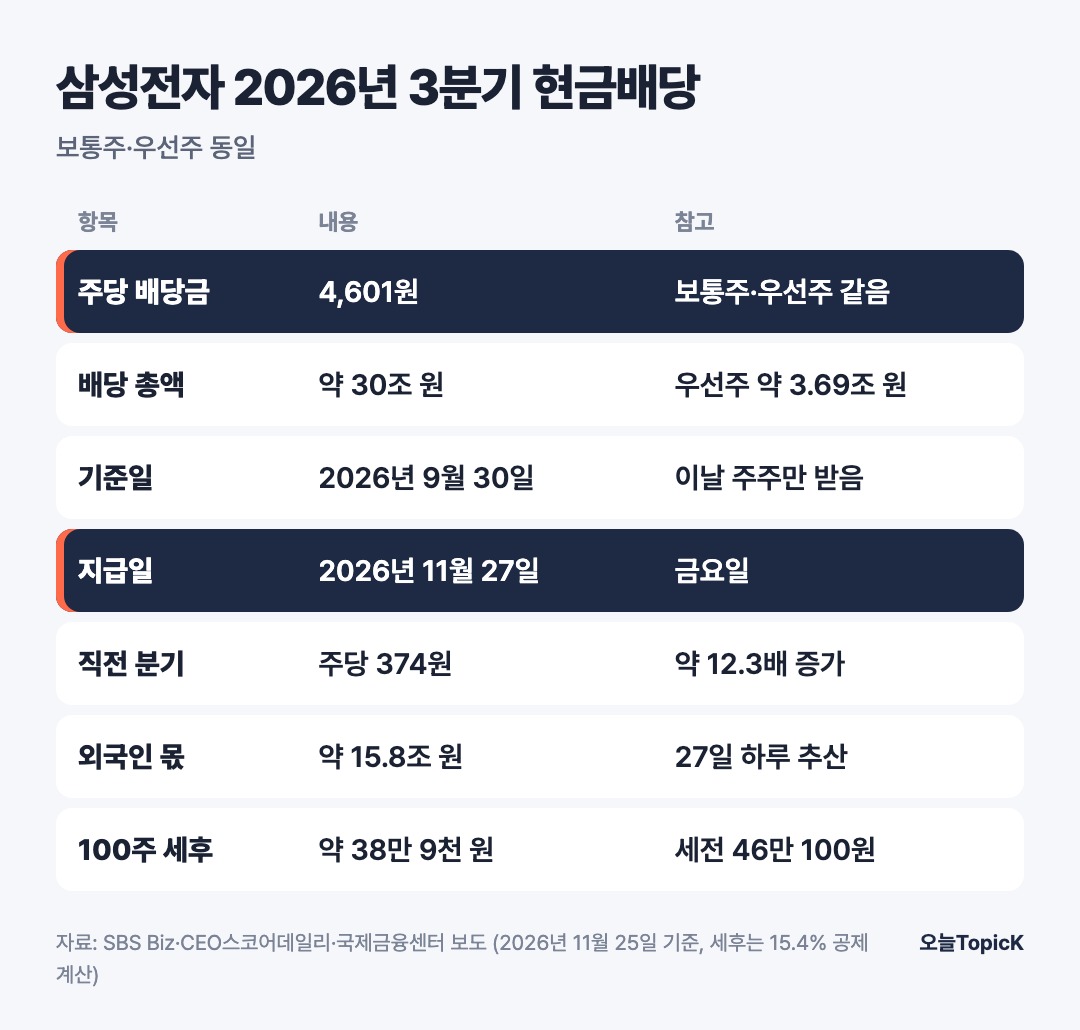 삼성전자 2026년 3분기 현금배당
보통주·우선주 동일
항목 내용 참고
주당 배당금 4,601원 보통주·우선주 같음
배당 총액 약 30조 원 우선주 약 3.69조 원
기준일 2026년 9월 30일 이날 주주만 받음
지급일 2026년 11월 27일 금요일
직전 분기 주당 374원 약 12.3배 증가
외국인 몫 약 15.8조 원 27일 하루 추산
100주 세후 약 38만 9천 원 세전 46만 100원
자료: SBS Biz·CEO스코어데일리·국제금융센터 보도 (2026년 11월 25일 기준, 세후는 15.4% 공제 오늘TopicK
계산)